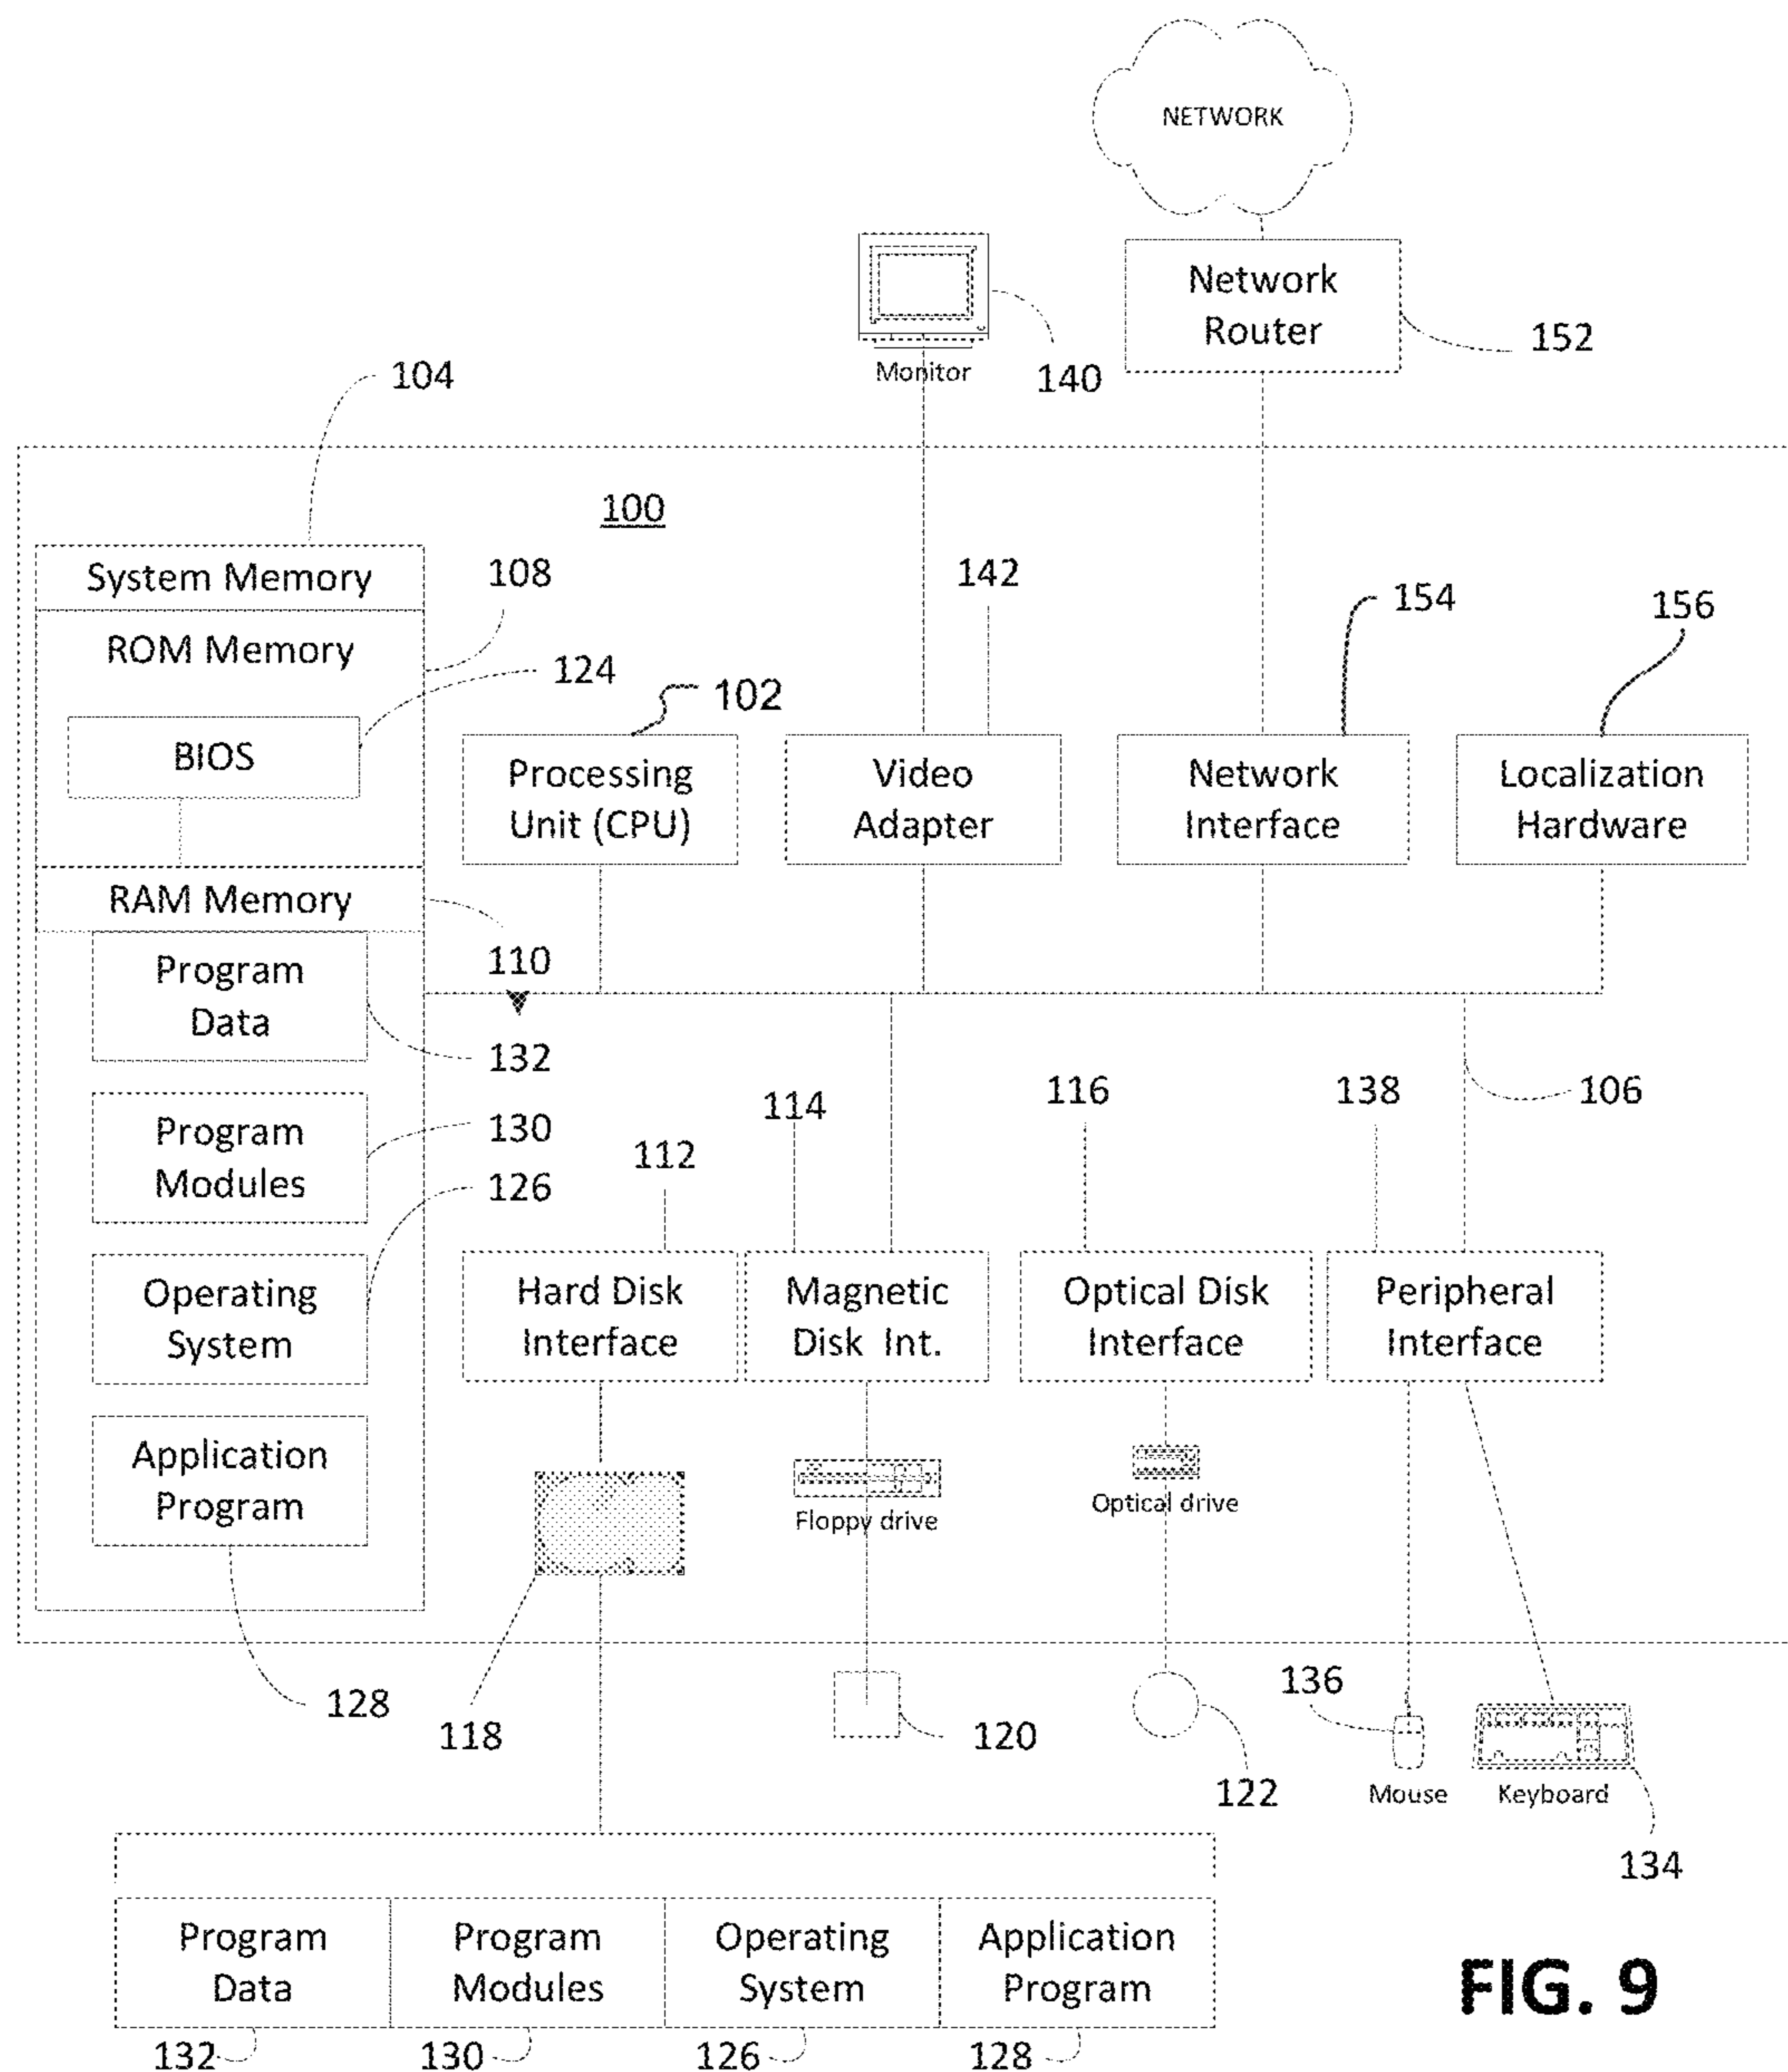 NETWORK
Network
Router
152
Monitor
140
104
100
System Memory
108
142
154
156
ROM Memory
124
102
BIOS
Processing
Unit (CPU)
Video
Adapter
Network
Interface
Localization
Hardware
RAM Memory
110
Program
Data
132
114
116
138
106
Program
Modules
130
112
126
Operating
System
Hard Disk
Interface
Magnetic
Disk Int.
Optical Disk
Interface
Peripheral
Interface
Application
Program
Floppy drive
Optical drive
128
118
120
122
136
Mouse
Keyboard
134
Program
Data
Program
Modules
Operating
System
Application
Program
132
130
126
128
FIG. 9